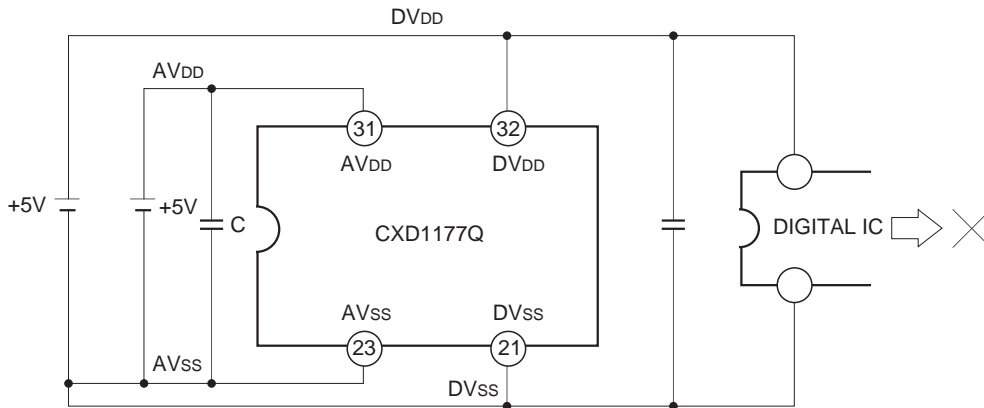 DVDD
AVDD
31
32
AVDD
DVDD
+5V
+5V
C
CXD1177Q
DIGITAL IC
AVSS
DVSS
23
21
AVSS
DVSS